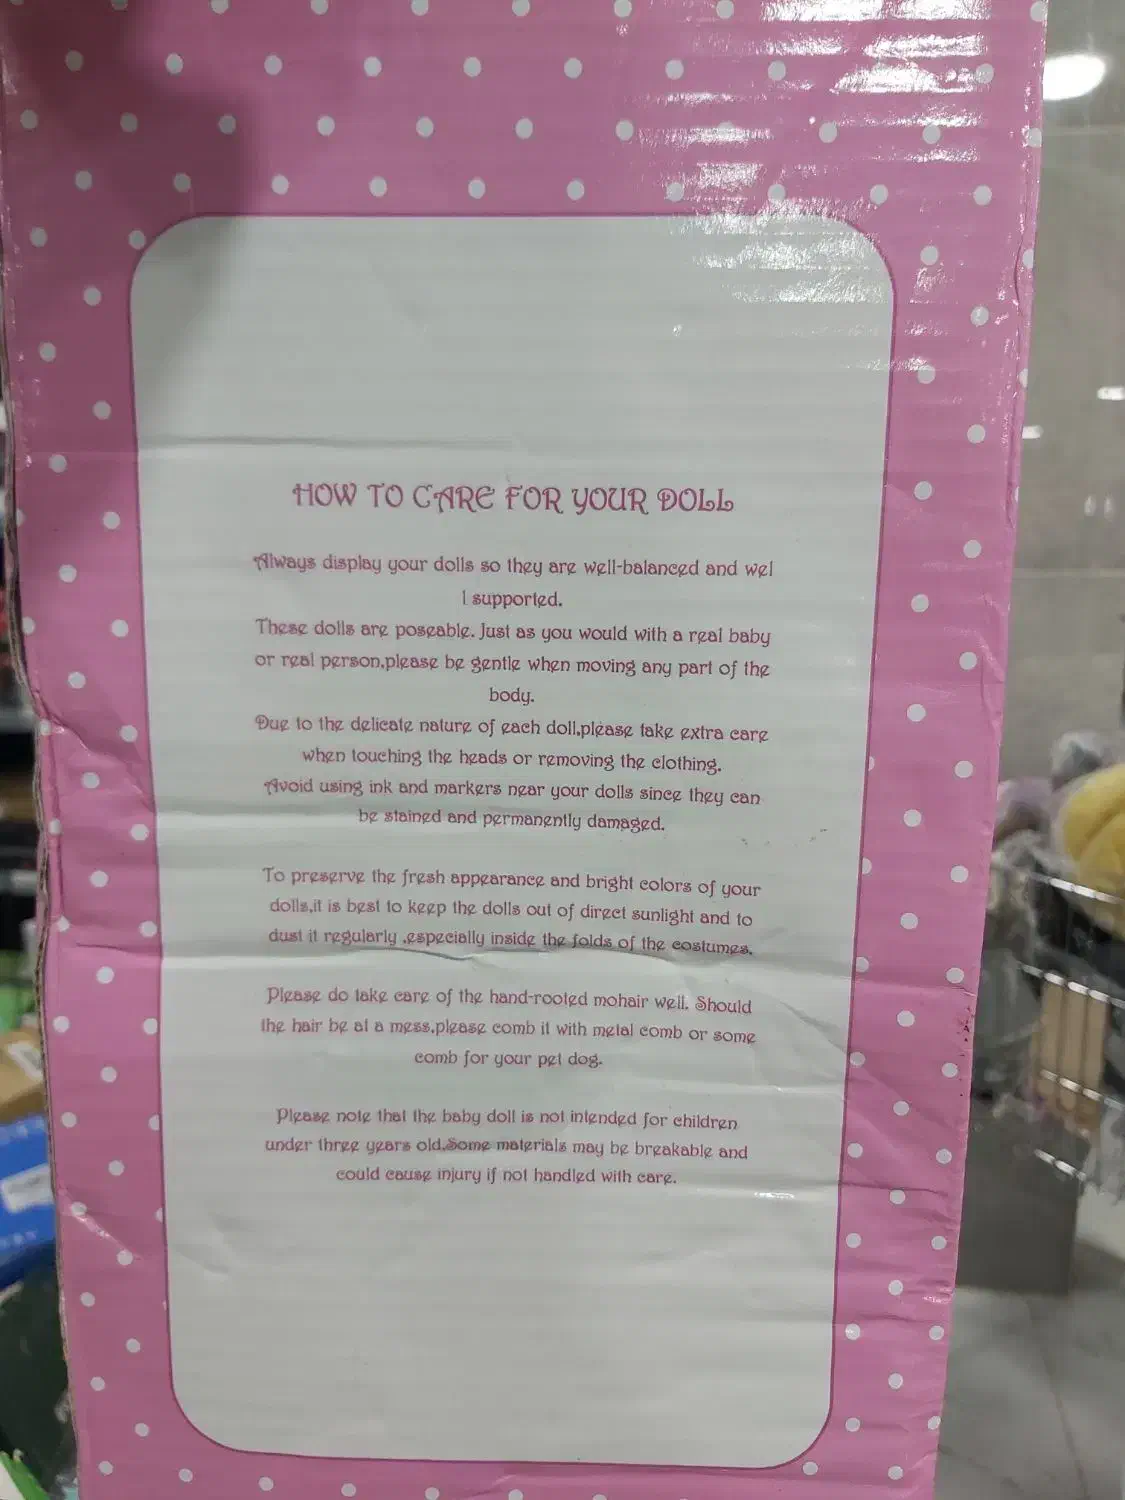 HOW TO CARE FOR YOUR DOLL
Always display your dolls so they are well-balanced and wel
l supported.
These dolls are poseable. Just as you would with a real baby
or real person,please be gentle when moving any part of the
body.
Due to the delicate nature of each doll,please take extra care
when touching the heads or removing the clothing.
Avoid using ink and markers near your dolls since they can
be stained and permanently damaged.
To preserve the fresh appearance and bright colors of your
dolls,it is best to keep the dolls out of direct sunlight and to
dust it regularly ,especially inside the folds of the costumes.
Please do take care of the hand-rooted mohair well. Should
the hair be at a mess,please comb it with metal comb or some
comb for your pet dog.
Please note that the baby doll is not intended for children
under three years old.Some materials may be breakable and
could cause injury if not handled with care.